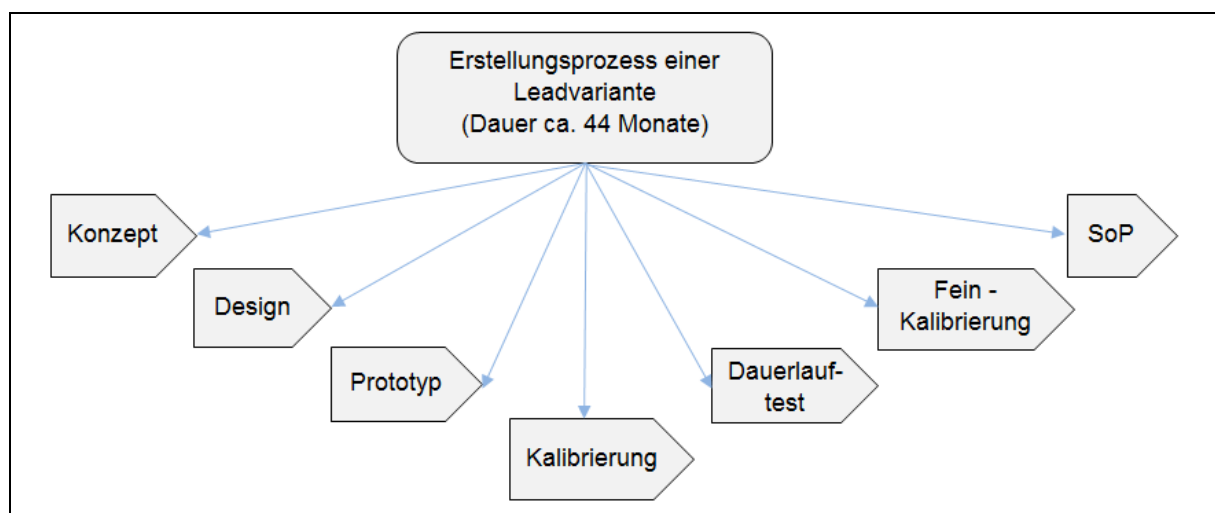 Erstellungsprozess einer
Leadvariante
(Dauer ca. 44 Monate)
Konzept
Design
Prototyp
Kalibrierung
Dauerlauf-
test
Fein -
Kalibrierung
SoP